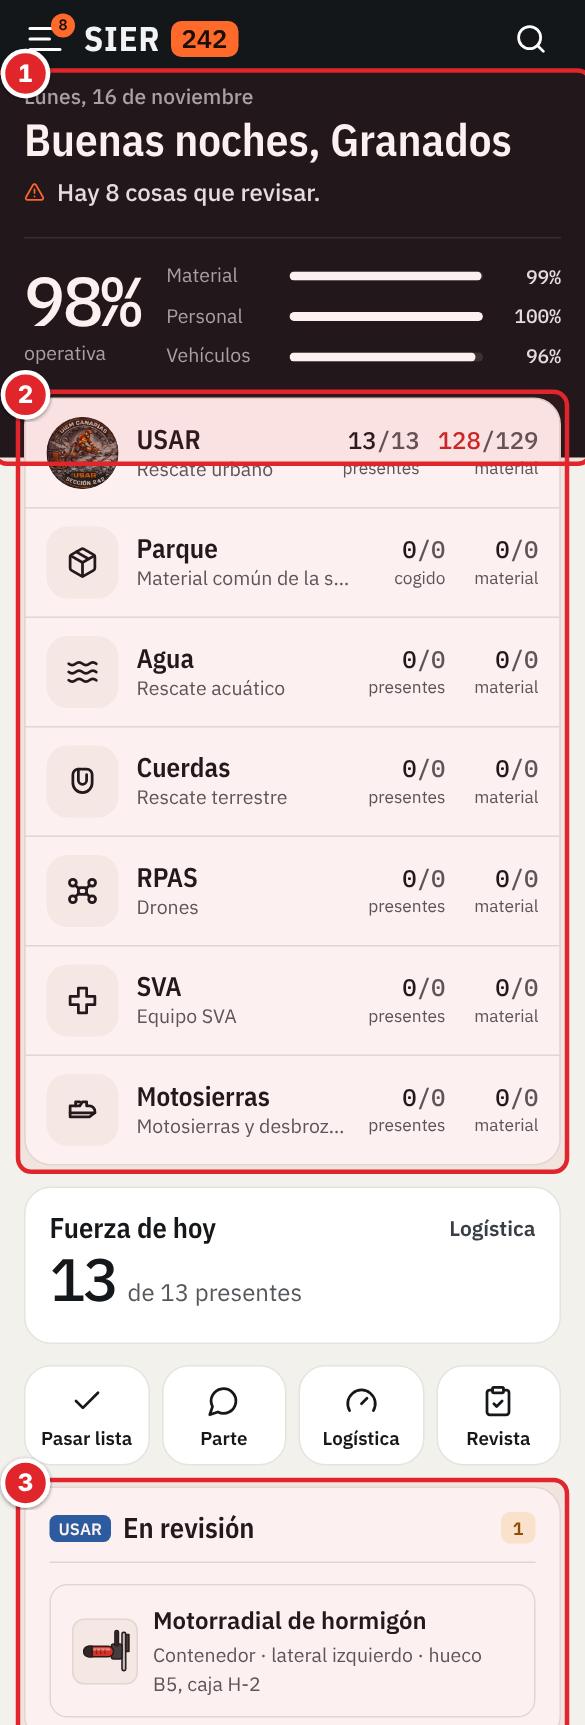 8
SIER 242
1
Lunes, 16 de noviembre
Buenas noches, Granados
Hay 8 cosas que revisar.
98%
operativa
Material 99%
Personal 100%
Vehículos 96%
2
USAR 13/13 128/129
Rescate urbano presentes material
Parque 0/0 0/0
Material común de la s... cogido material
Agua 0/0 0/0
Rescate acuático presentes material
Cuerdas 0/0 0/0
Rescate terrestre presentes material
RPAS 0/0 0/0
Drones presentes material
SVA 0/0 0/0
Equipo SVA presentes material
Motosierras 0/0 0/0
Motosierras y desbroz... presentes material
Fuerza de hoy Logística
13 de 13 presentes
Pasar lista Parte Logística Revista
3
USAR En revisión 1
Motorradial de hormigón
Contenedor · lateral izquierdo · hueco
B5, caja H-2